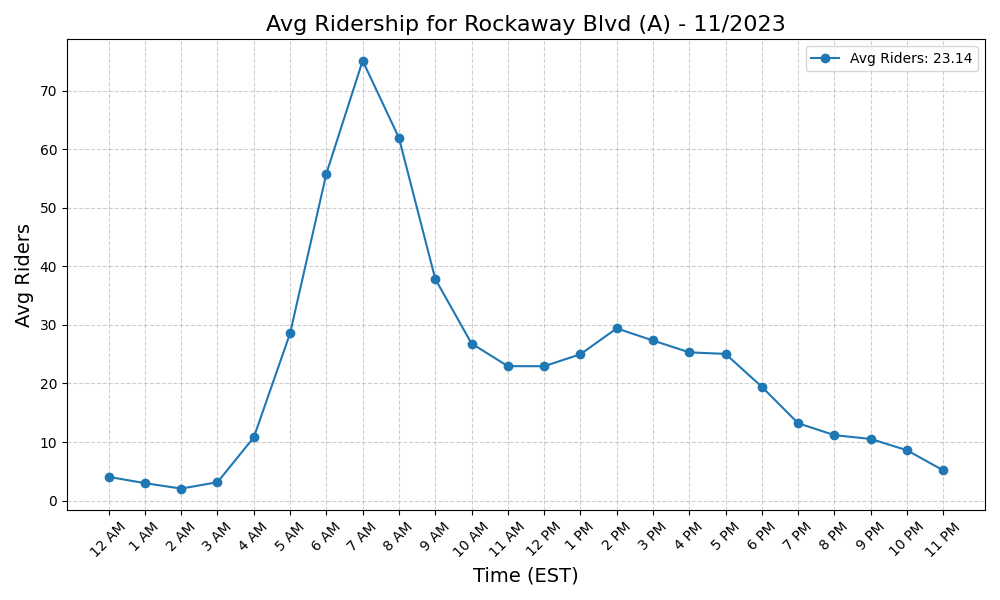 Avg Ridership for Rockaway Blvd (A) - 11/2023
Avg Riders: 23.14
Avg Riders
70
60
50
40
30
20
10
0
12 AM
1 AM
2 AM
3 AM
4 AM
5 AM
6 AM
7 AM
8 AM
9 AM
10 AM
11 AM
12 PM
1 PM
2 PM
3 PM
4 PM
5 PM
6 PM
7 PM
8 PM
9 PM
10 PM
11 PM
Time (EST)